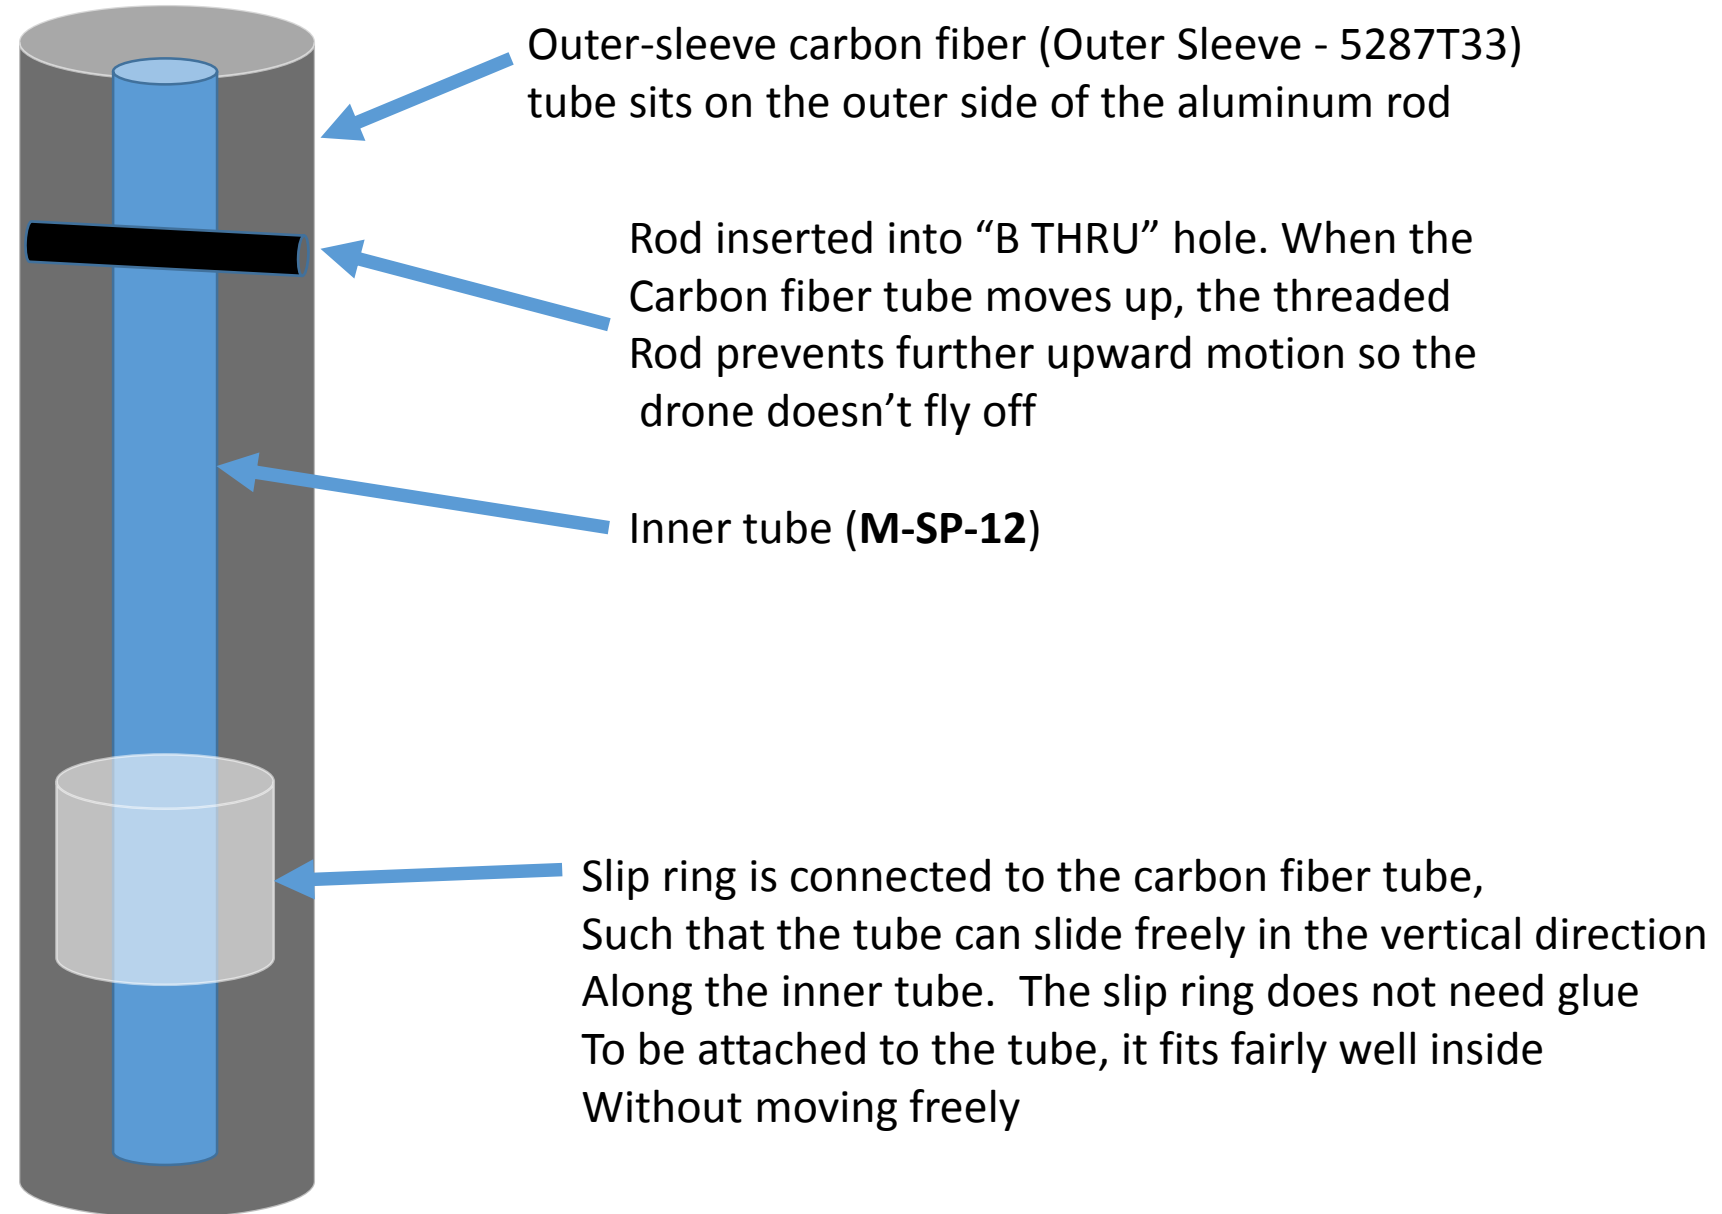 Outer-sleeve carbon fiber (Outer Sleeve - 5287T33)
tube sits on the outer side of the aluminum rod
Rod inserted into “B THRU” hole. When the
Carbon fiber tube moves up, the threaded
Rod prevents further upward motion so the
drone doesn’t fly off
Inner tube (M-SP-12)
Slip ring is connected to the carbon fiber tube,
Such that the tube can slide freely in the vertical direction
Along the inner tube.  The slip ring does not need glue
To be attached to the tube, it fits fairly well inside
Without moving freely